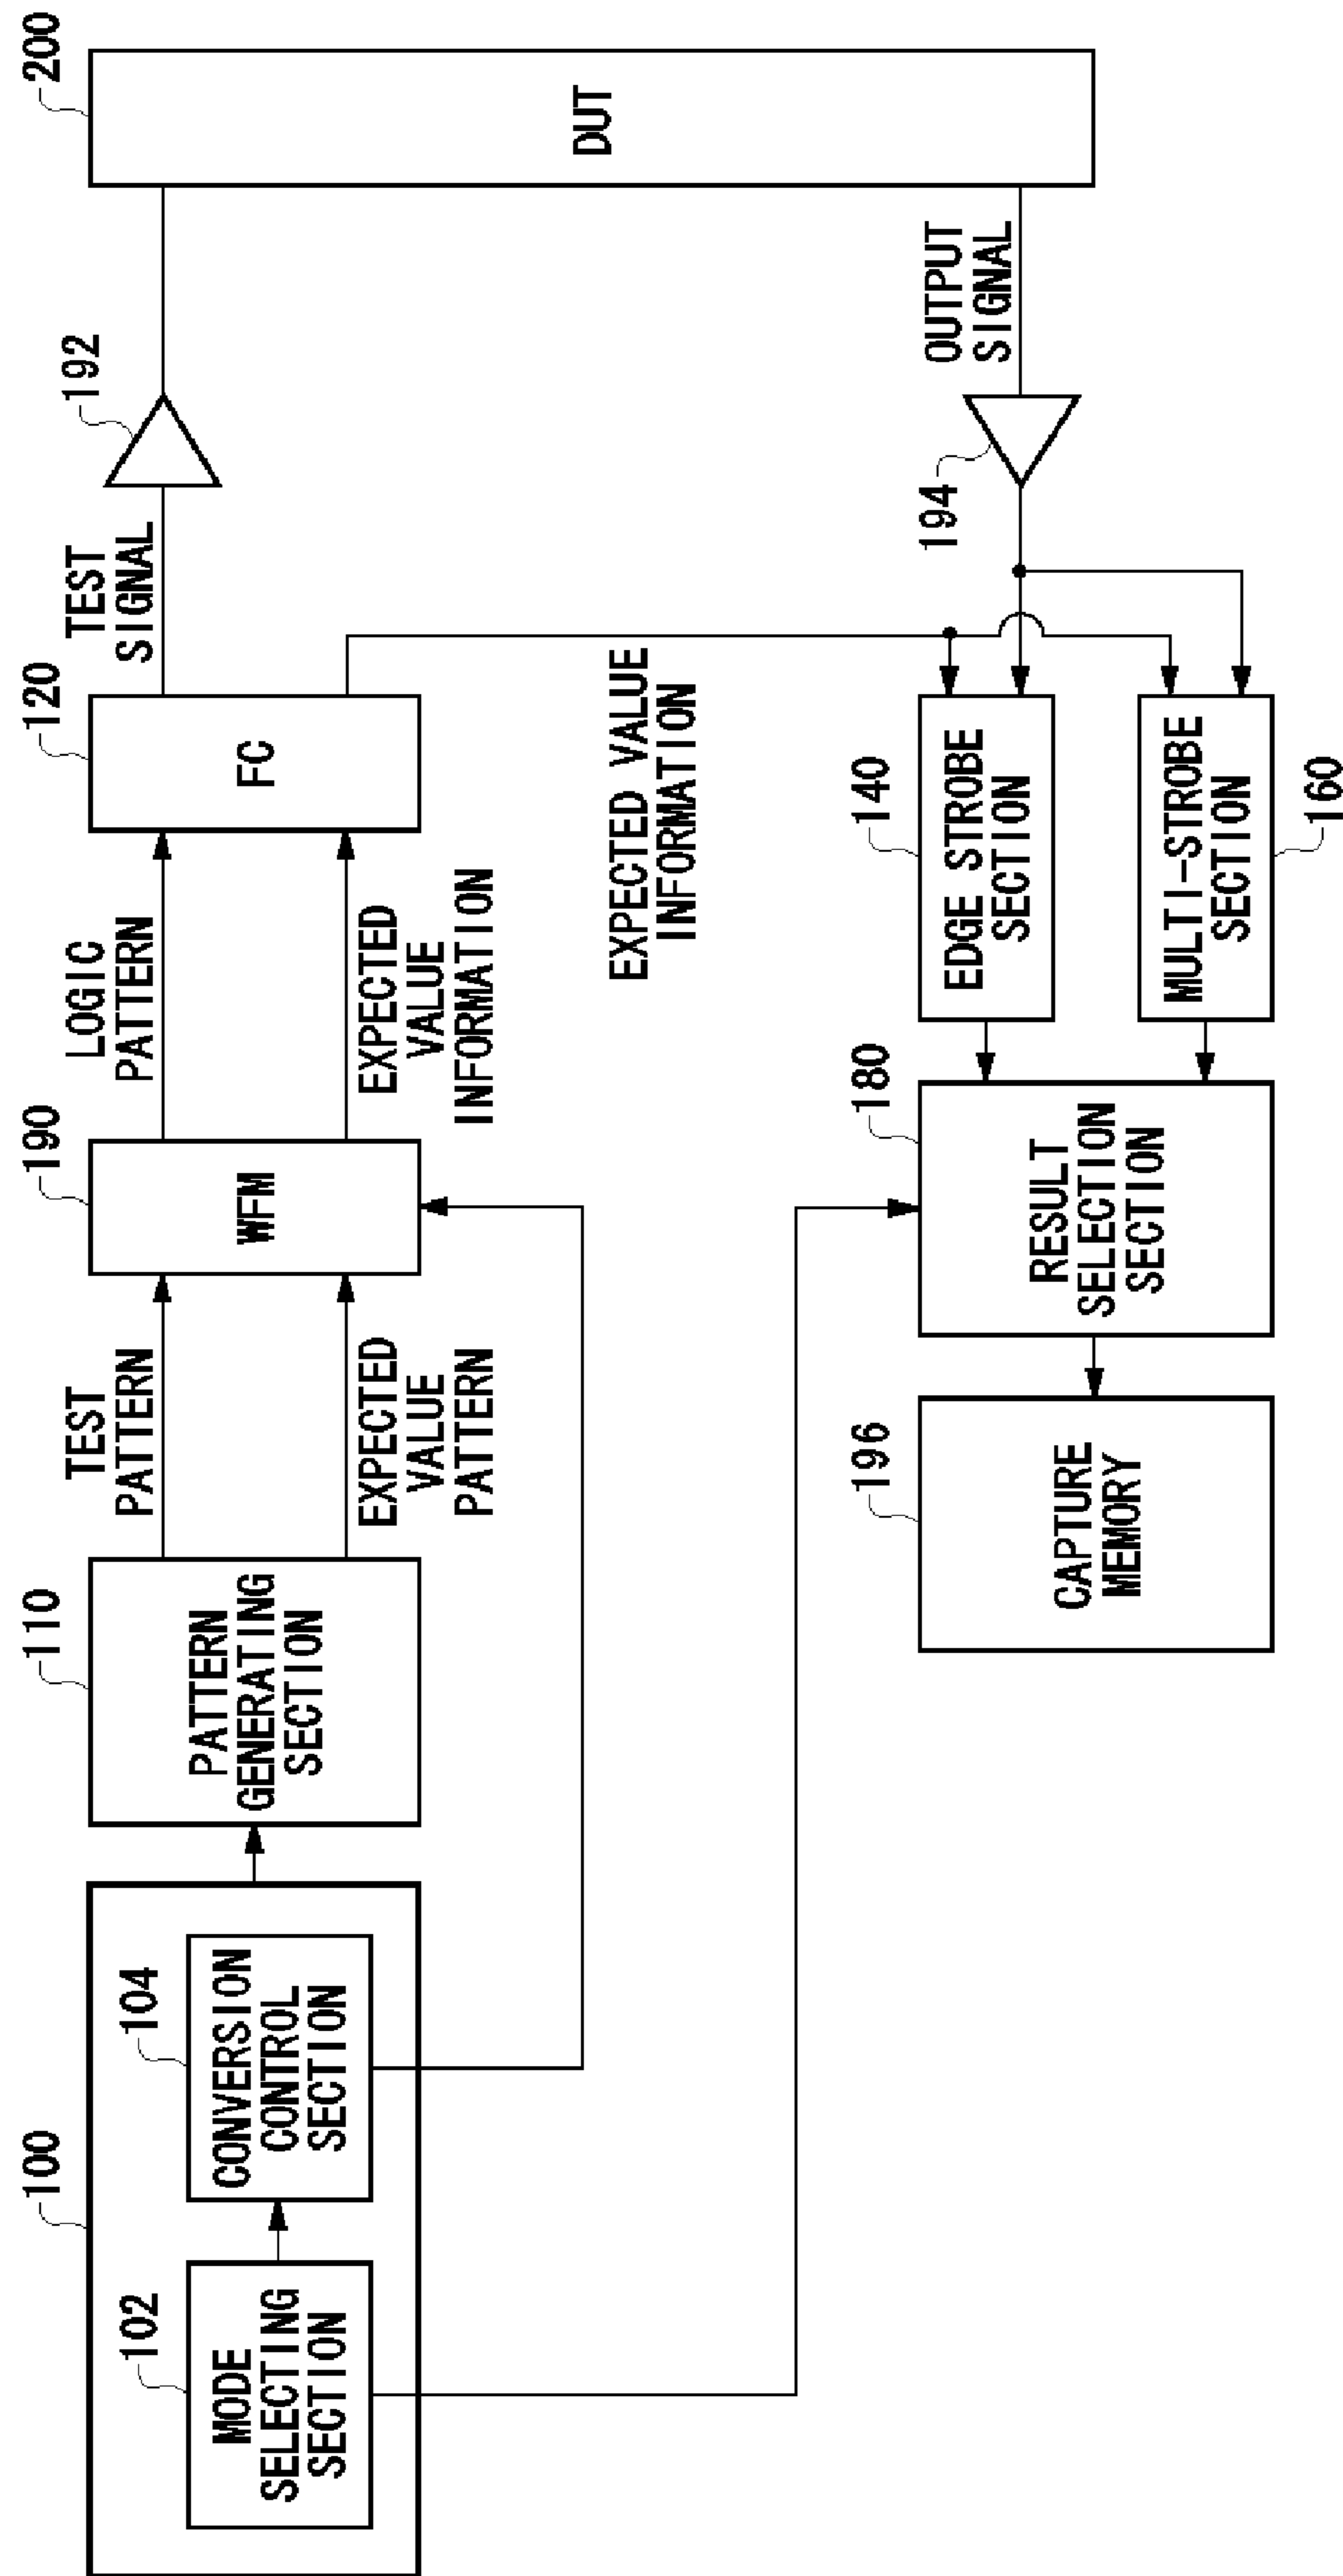 100
102
MODE
SELECTING
SECTION
104
CONVERSION
CONTROL
SECTION
110
PATTERN
GENERATING
SECTION
TEST
PATTERN
EXPECTED
VALUE
PATTERN
190
WFM
LOGIC
PATTERN
EXPECTED
VALUE
INFORMATION
120
FC
TEST
SIGNAL
192
200
DUT
EXPECTED VALUE
INFORMATION
OUTPUT
SIGNAL
194
140
EDGE STROBE
SECTION
MULTI-STROBE
SECTION
160
180
RESULT
SELECTION
SECTION
196
CAPTURE
MEMORY